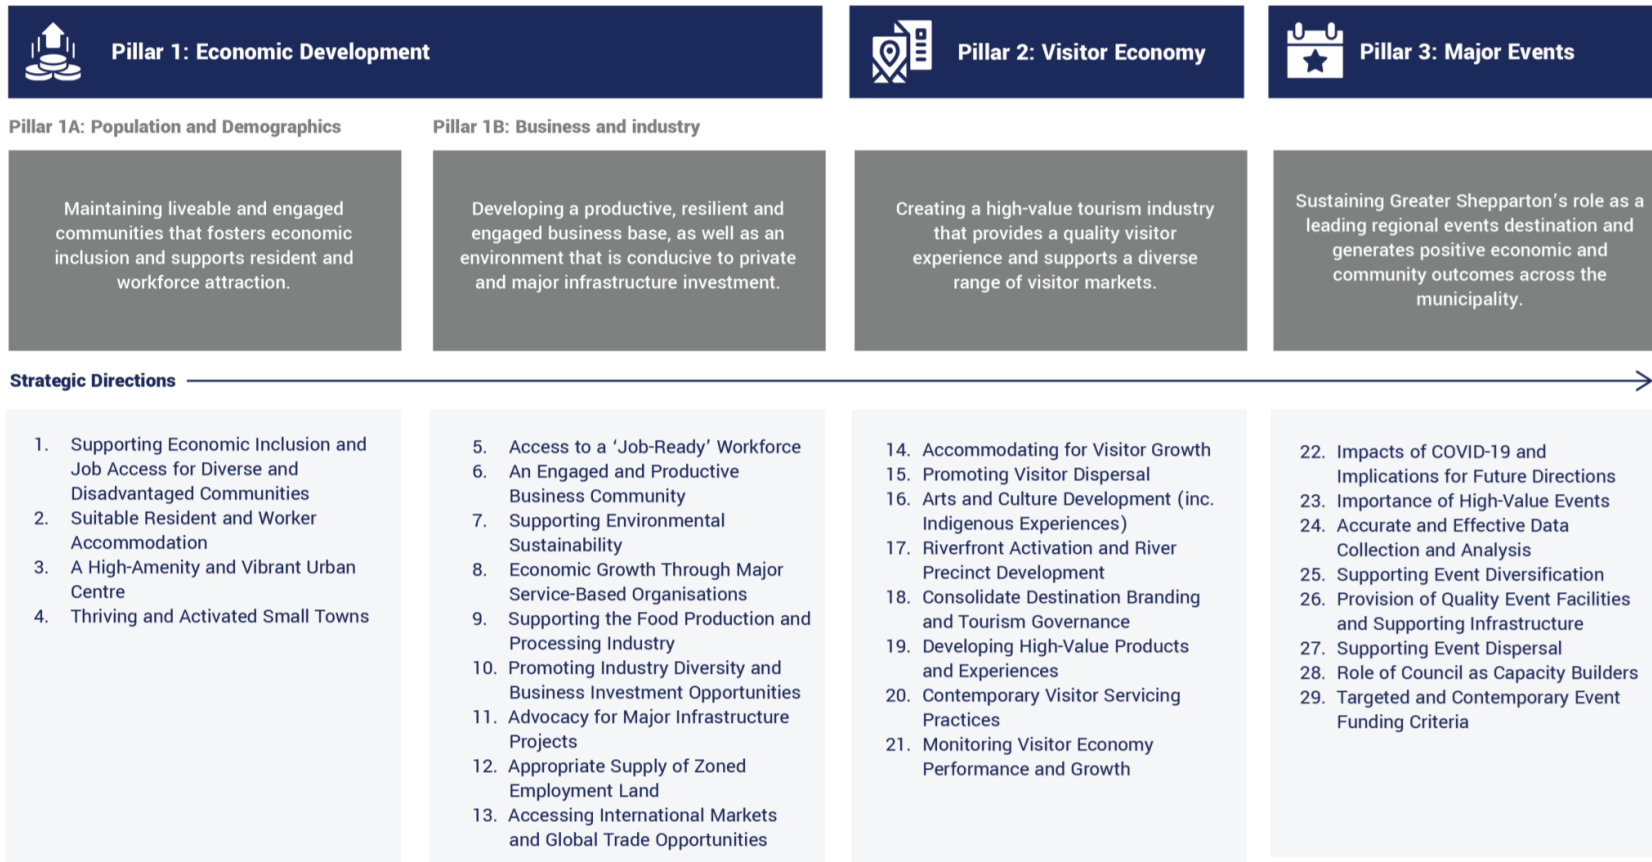 Pillar 1: Economic Development
Pillar 2: Visitor Economy
Pillar 3: Major Events
Pillar 1A: Population and Demographics
Pillar 1B: Business and industry
Maintaining liveable and engaged
communities that fosters economic
inclusion and supports resident and
workforce attraction.
Developing a productive, resilient and
engaged business base, as well as an
environment that is conducive to private
and major infrastructure investment.
Creating a high-value tourism industry
that provides a quality visitor
experience and supports a diverse
range of visitor markets.
Sustaining Greater Shepparton's role as a
leading regional events destination and
generates positive economic and
community outcomes across the
municipality.
Strategic Directions
1. Supporting Economic Inclusion and
Job Access for Diverse and
Disadvantaged Communities
2. Suitable Resident and Worker
Accommodation
3. A High-Amenity and Vibrant Urban
Centre
4. Thriving and Activated Small Towns
5. Access to a ‘Job-Ready’ Workforce
6. An Engaged and Productive
Business Community
7. Supporting Environmental
Sustainability
8. Economic Growth Through Major
Service-Based Organisations
9. Supporting the Food Production and
Processing Industry
10. Promoting Industry Diversity and
Business Investment Opportunities
11. Advocacy for Major Infrastructure
Projects
12. Appropriate Supply of Zoned
Employment Land
13. Accessing International Markets
and Global Trade Opportunities
14. Accommodating for Visitor Growth
15. Promoting Visitor Dispersal
16. Arts and Culture Development (inc.
Indigenous Experiences)
17. Riverfront Activation and River
Precinct Development
18. Consolidate Destination Branding
and Tourism Governance
19. Developing High-Value Products
and Experiences
20. Contemporary Visitor Servicing
Practices
21. Monitoring Visitor Economy
Performance and Growth
22. Impacts of COVID-19 and
Implications for Future Directions
23. Importance of High-Value Events
24. Accurate and Effective Data
Collection and Analysis
25. Supporting Event Diversification
26. Provision of Quality Event Facilities
and Supporting Infrastructure
27. Supporting Event Dispersal
28. Role of Council as Capacity Builders
29. Targeted and Contemporary Event
Funding Criteria